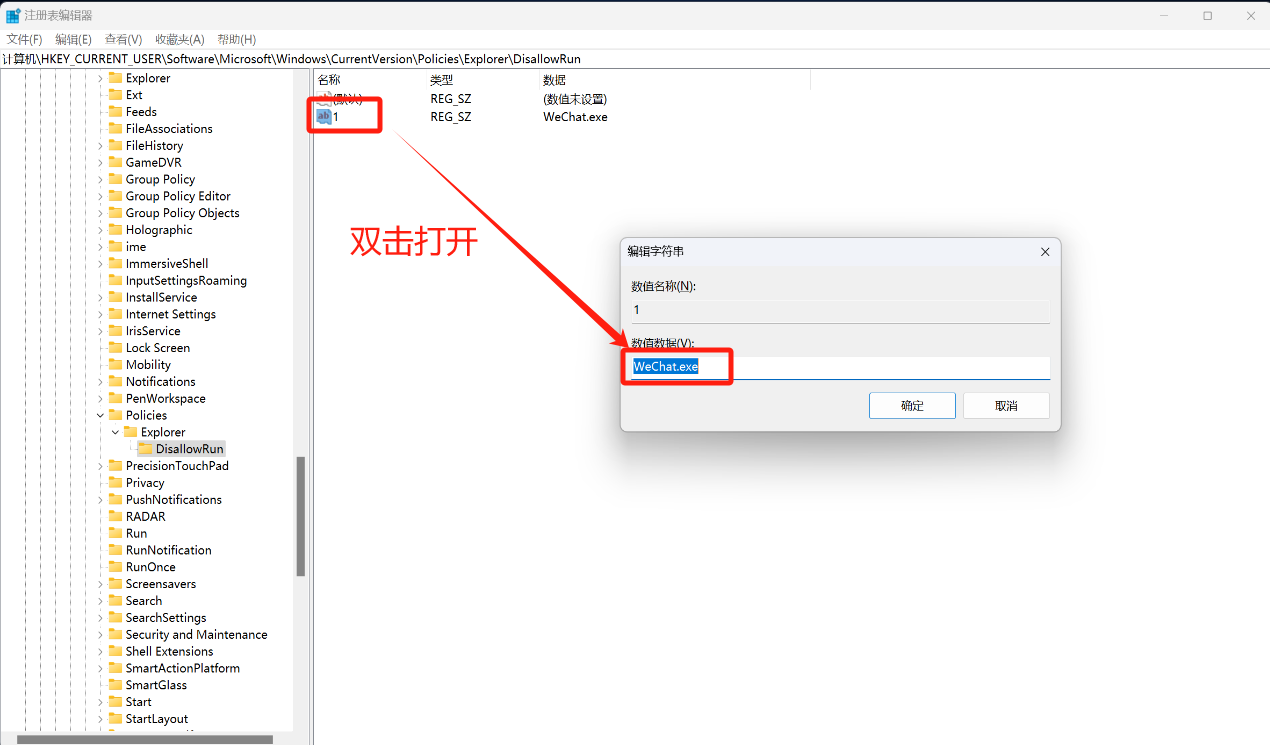 注册表编辑器
文件(F) 编辑(E) 查看(V) 收藏夹(A) 帮助(H)
计算机\HKEY_CURRENT_USER\Software\Microsoft\Windows\CurrentVersion\Policies\Explorer\DisallowRun
Explorer
Ext
Feeds
FileAssociations
FileHistory
GameDVR
Group Policy
Group Policy Editor
Group Policy Objects
Holographic
ime
ImmersiveShell
InputSettingsRoaming
InstallService
Internet Settings
IrisService
Lock Screen
Mobility
Notifications
PenWorkspace
Policies
Explorer
DisallowRun
PrecisionTouchPad
Privacy
PushNotifications
RADAR
Run
RunNotification
RunOnce
Screensavers
Search
SearchSettings
Security and Maintenance
Shell Extensions
SmartActionPlatform
SmartGlass
Start
StartLayout
名称 类型 数据
(默认) REG_SZ (数值未设置)
1 REG_SZ WeChat.exe
双击打开
编辑字符串
数值名称(N):
1
数值数据(V):
WeChat.exe
确定 取消